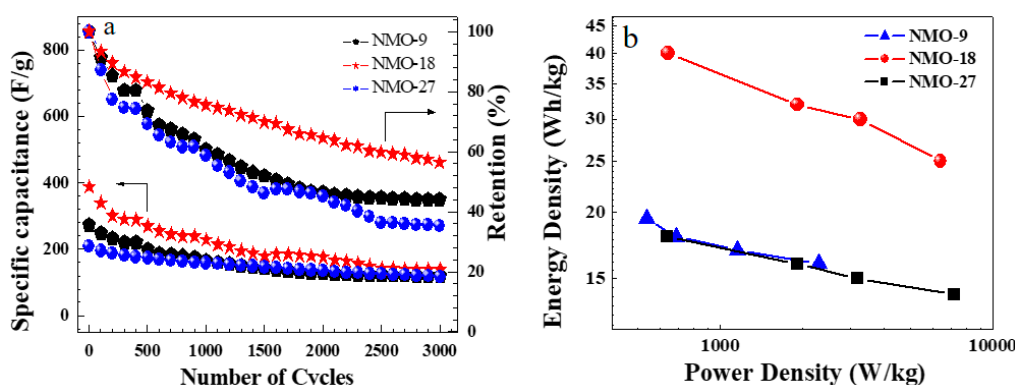 a
NMO-9
NMO-18
NMO-27
Specific capacitance (F/g)
800
600
400
200
0
Retention (%)
100
80
60
40
20
0
0 500 1000 1500 2000 2500 3000
Number of Cycles
b
NMO-9
NMO-18
NMO-27
Energy Density (Wh/kg)
45
40
35
30
25
20
15
1000 10000
Power Density (W/kg)